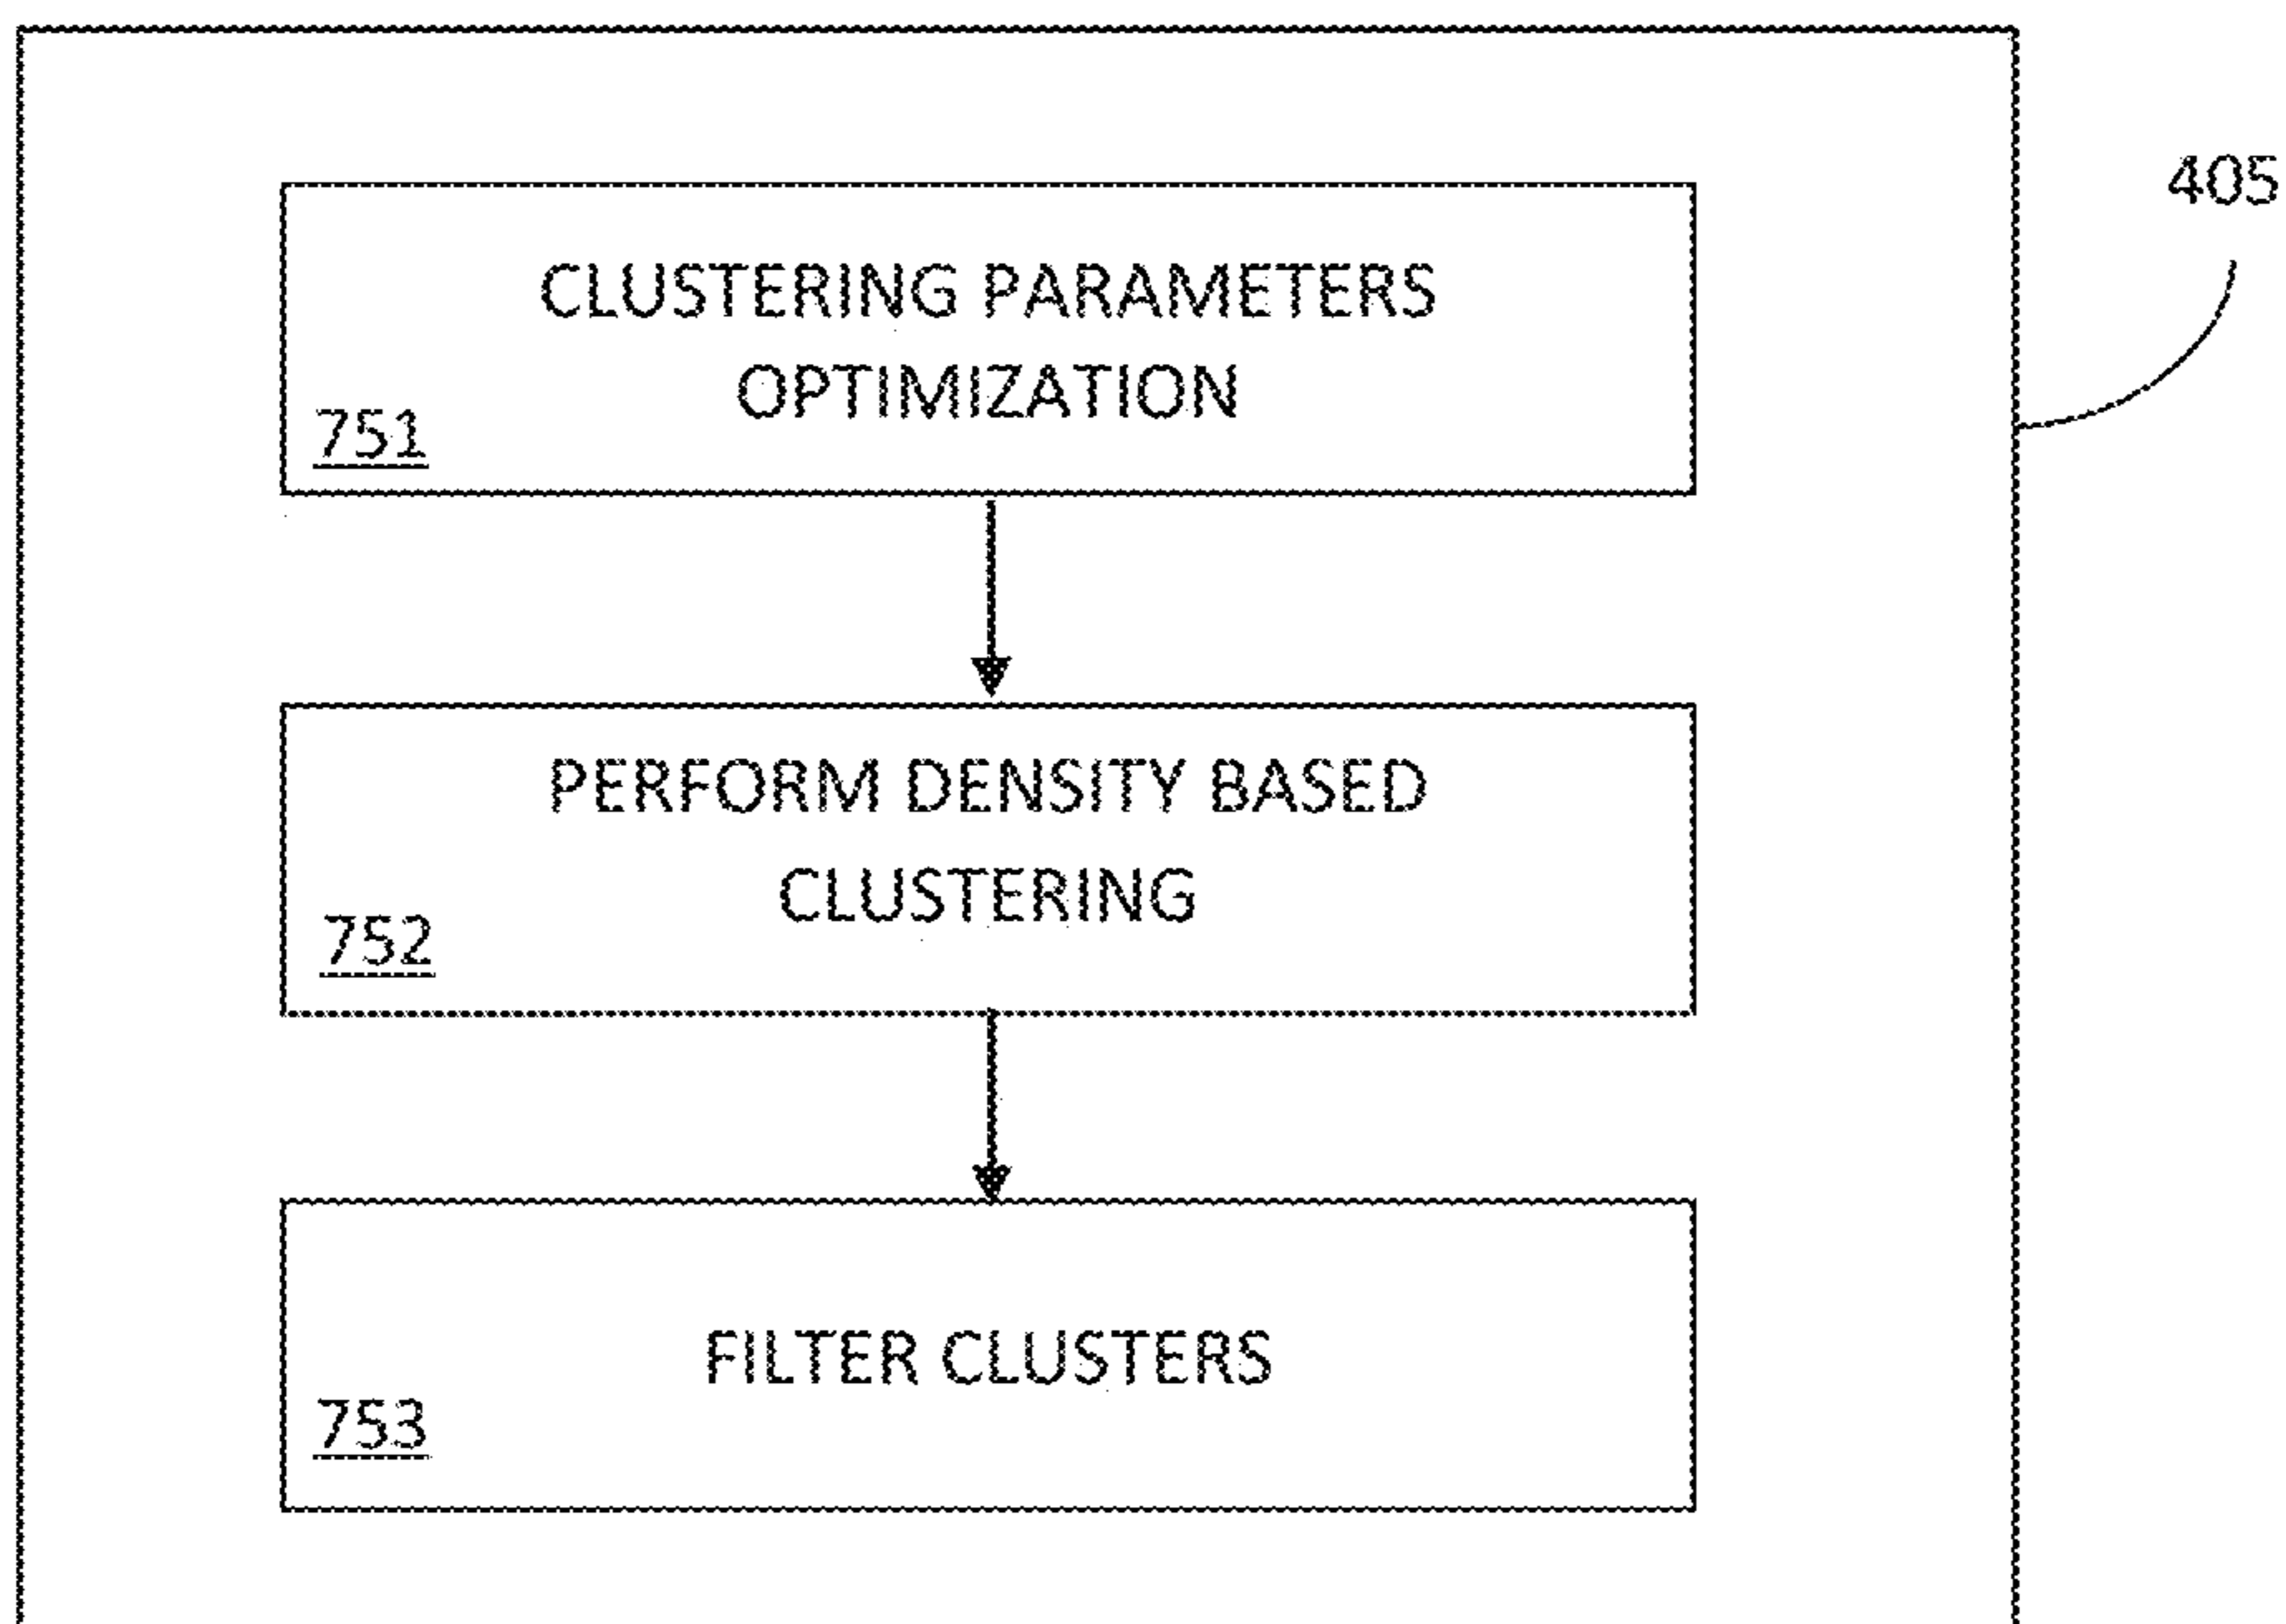 405
CLUSTERING PARAMETERS
OPTIMIZATION
751
PERFORM DENSITY BASED
CLUSTERING
752
FILTER CLUSTERS
753